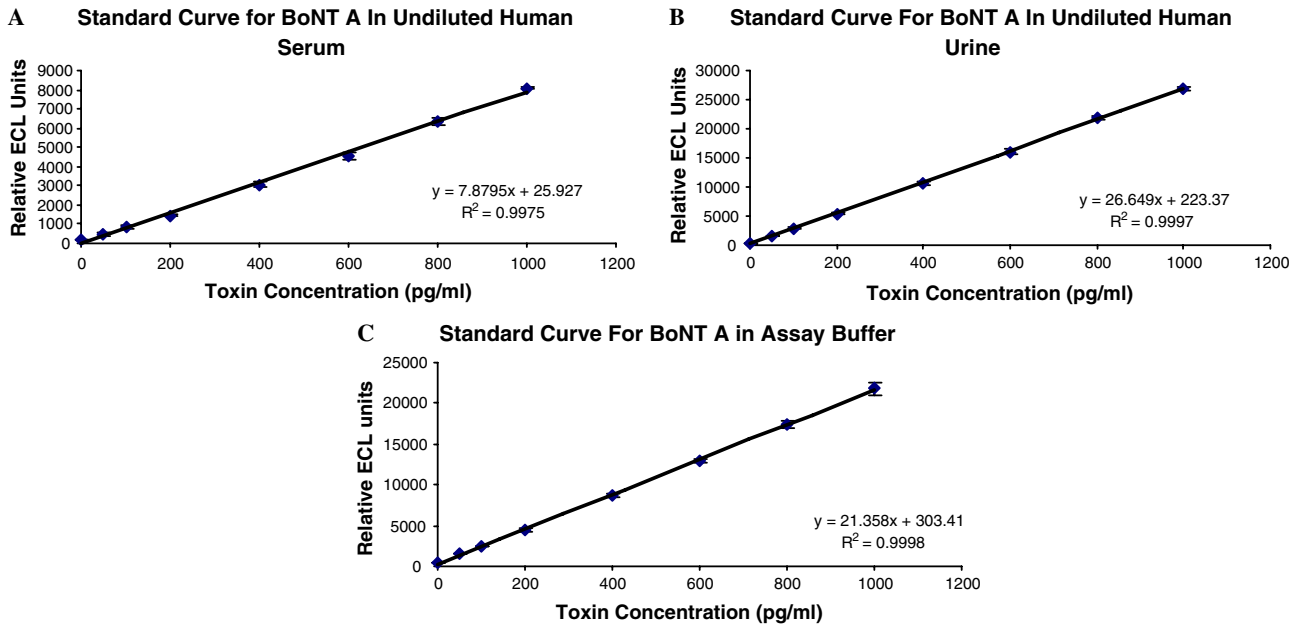 A
Standard Curve for BoNT A In Undiluted Human
Serum
Relative ECL Units
9000
8000
7000
6000
5000
4000
3000
2000
1000
0
y = 7.8795x + 25.927
R² = 0.9975
0 200 400 600 800 1000 1200
Toxin Concentration (pg/ml)
B
Standard Curve For BoNT A In Undiluted Human
Urine
Relative ECL Units
30000
25000
20000
15000
10000
5000
0
y = 26.649x + 223.37
R² = 0.9997
0 200 400 600 800 1000 1200
Toxin Concentration (pg/ml)
C
Standard Curve For BoNT A in Assay Buffer
Relative ECL units
25000
20000
15000
10000
5000
0
y = 21.358x + 303.41
R² = 0.9998
0 200 400 600 800 1000 1200
Toxin Concentration (pg/ml)